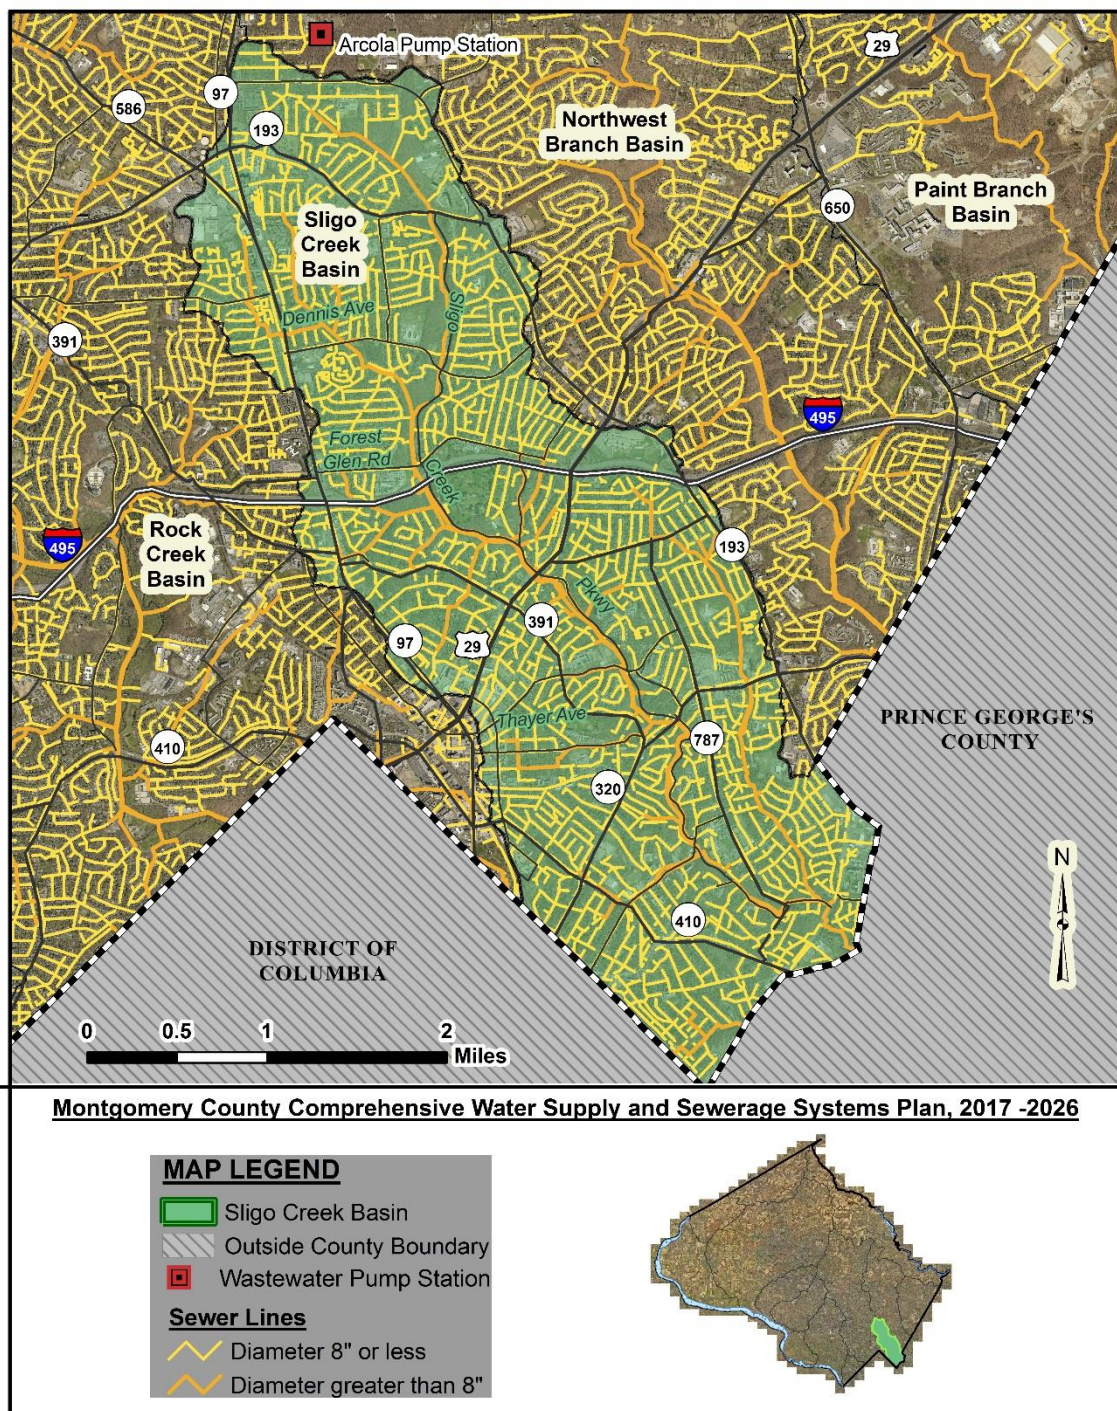 Arcola Pump Station
29
97
586
193
Northwest
Branch Basin
Paint Branch
Basin
650
Sligo
Creek
Basin
Sligo
Dennis Ave
391
495
Forest
Glen Rd
Creek
495
Rock
Creek
Basin
193
Pkwy
391
97
29
Thayer Ave
PRINCE GEORGE'S
COUNTY
410
787
320
N
410
DISTRICT OF
COLUMBIA
0 0.5 1 2
Miles
Montgomery County Comprehensive Water Supply and Sewerage Systems Plan, 2017 -2026
MAP LEGEND
Sligo Creek Basin
Outside County Boundary
Wastewater Pump Station
Sewer Lines
Diameter 8" or less
Diameter greater than 8"